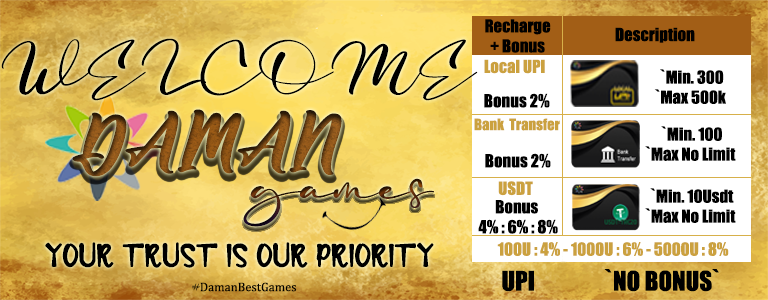 WELCOME
DAMAN
games
YOUR TRUST IS OUR PRIORITY
#DamanBestGames
Recharge
+ Bonus
Description
Local UPI
Bonus 2%
LOCAL
UPI
`Min. 300
`Max 500k
Bank Transfer
Bonus 2%
Bank
Transfer
`Min. 100
`Max No Limit
USDT
Bonus
4% : 6% : 8%
`Min. 10Usdt
`Max No Limit
100U : 4% - 1000U : 6% - 5000U : 8%
UPI `NO BONUS`